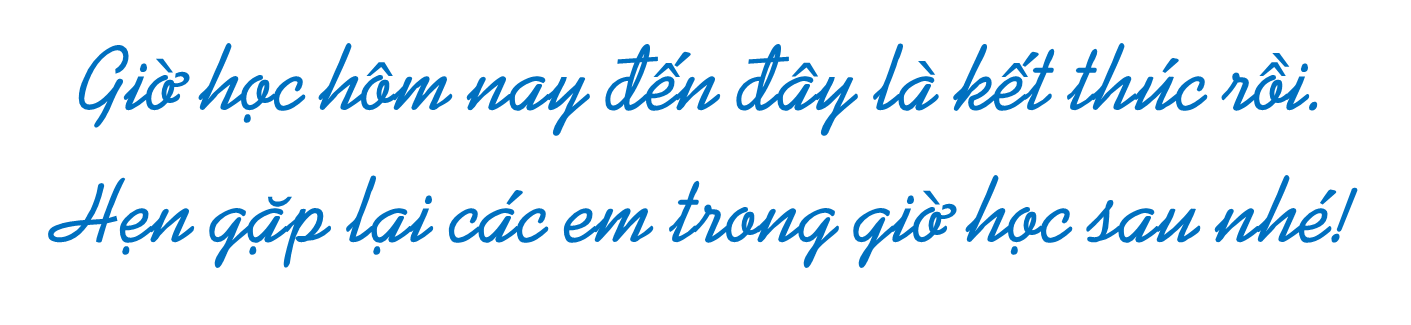 Giờ học hôm nay đến đây là kết thúc rồi.
Hẹn gặp lại các em trong giờ học sau nhé!